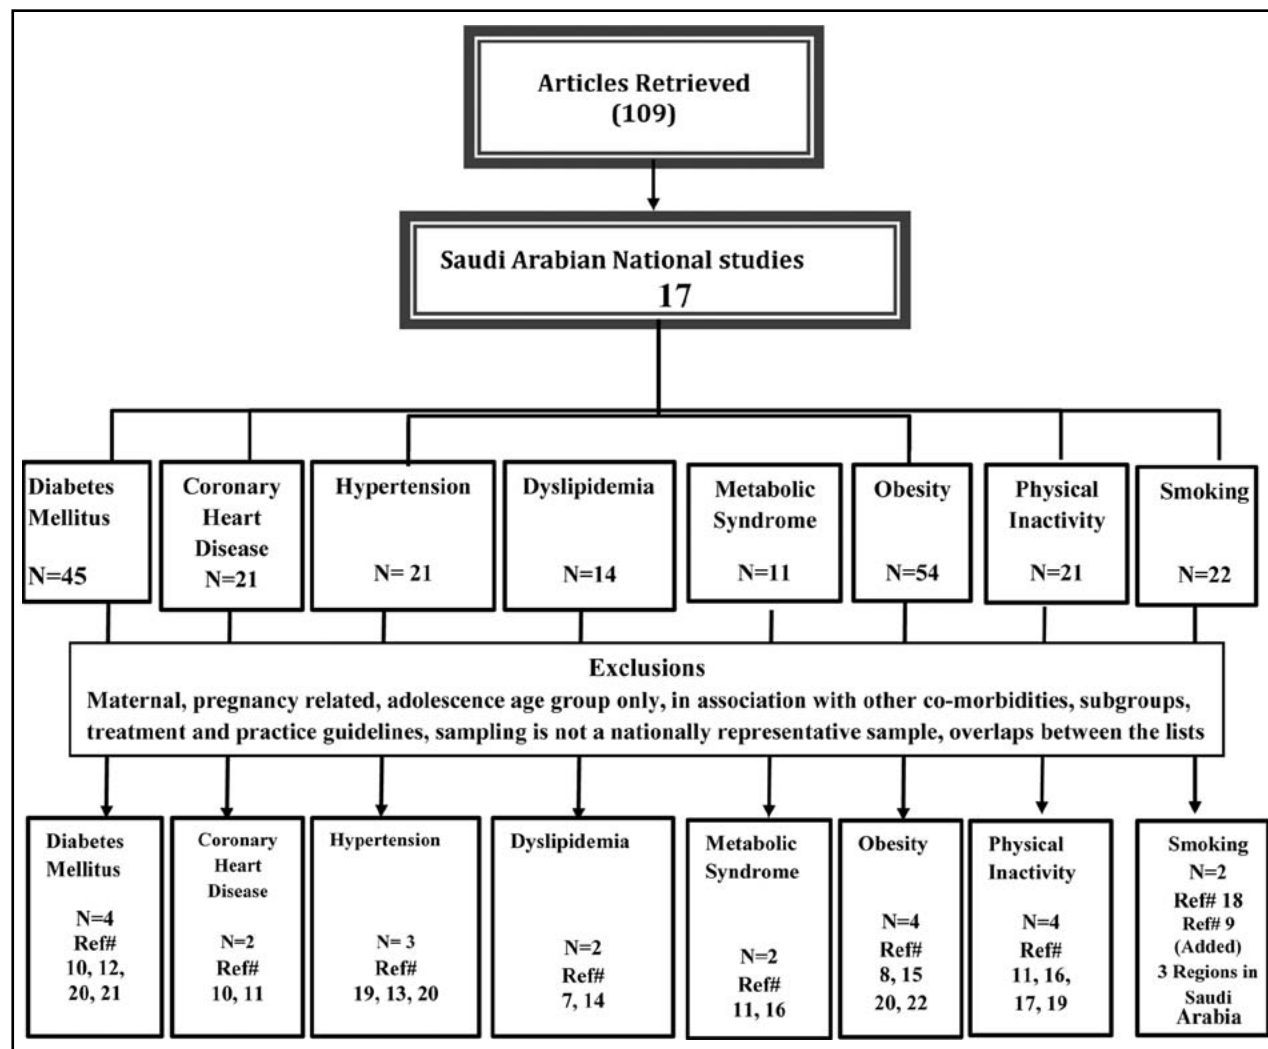 Articles Retrieved
(109)
Saudi Arabian National studies
17
Diabetes
Mellitus
N=45
Coronary
Heart
Disease
N=21
Hypertension
N= 21
Dyslipidemia
N=14
Metabolic
Syndrome
N=11
Obesity
N=54
Physical
Inactivity
N=21
Smoking
N=22
Exclusions
Maternal, pregnancy related, adolescence age group only, in association with other co-morbidities, subgroups,
treatment and practice guidelines, sampling is not a nationally representative sample, overlaps between the lists
Diabetes
Mellitus
N=4
Ref#
10, 12,
20, 21
Coronary
Heart
Disease
N=2
Ref#
10, 11
Hypertension
N= 3
Ref#
19, 13, 20
Dyslipidemia
N=2
Ref#
7, 14
Metabolic
Syndrome
N=2
Ref#
11, 16
Obesity
N=4
Ref#
8, 15
20, 22
Physical
Inactivity
N=4
Ref#
11, 16,
17, 19
Smoking
N=2
Ref# 18
Ref# 9
(Added)
3 Regions in
Saudi
Arabia